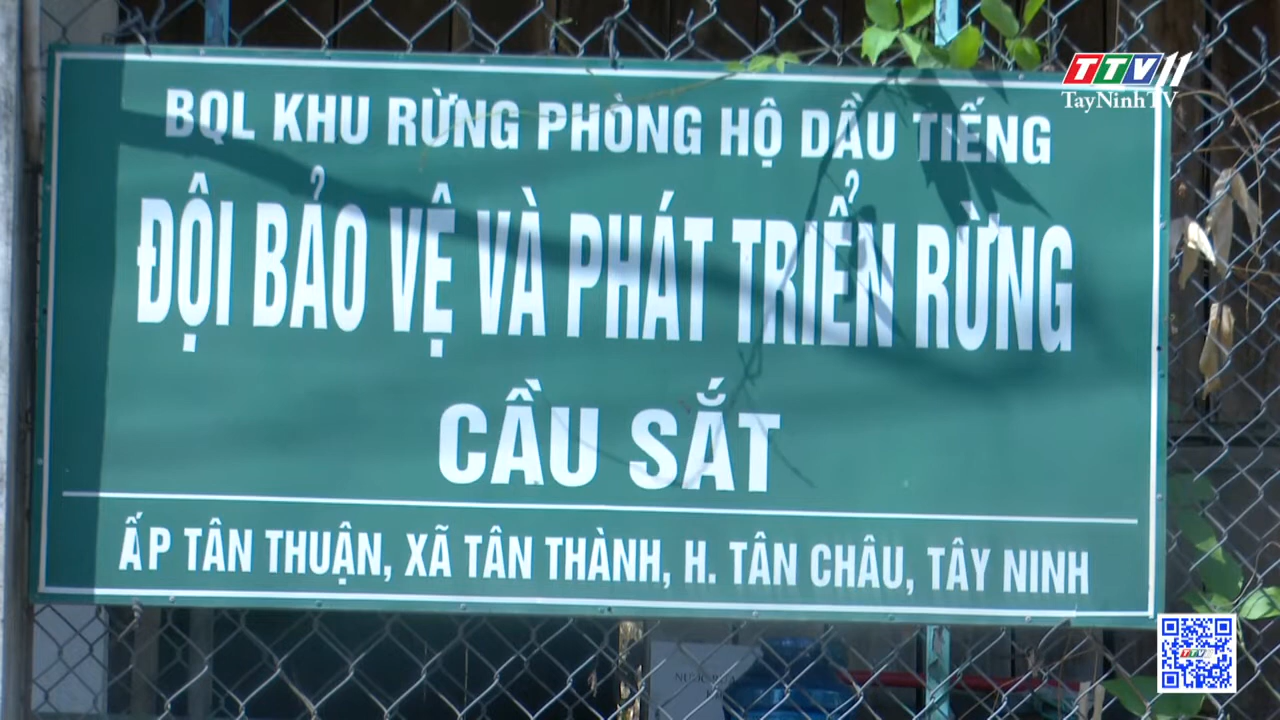 TTV11
TayNinhTV
BQL KHU RỪNG PHÒNG HỘ DẦU TIẾNG
ĐỘI BẢO VỆ VÀ PHÁT TRIỂN RỪNG
CẦU SẮT
ẤP TÂN THUẬN, XÃ TÂN THÀNH, H. TÂN CHÂU, TÂY NINH
TTV